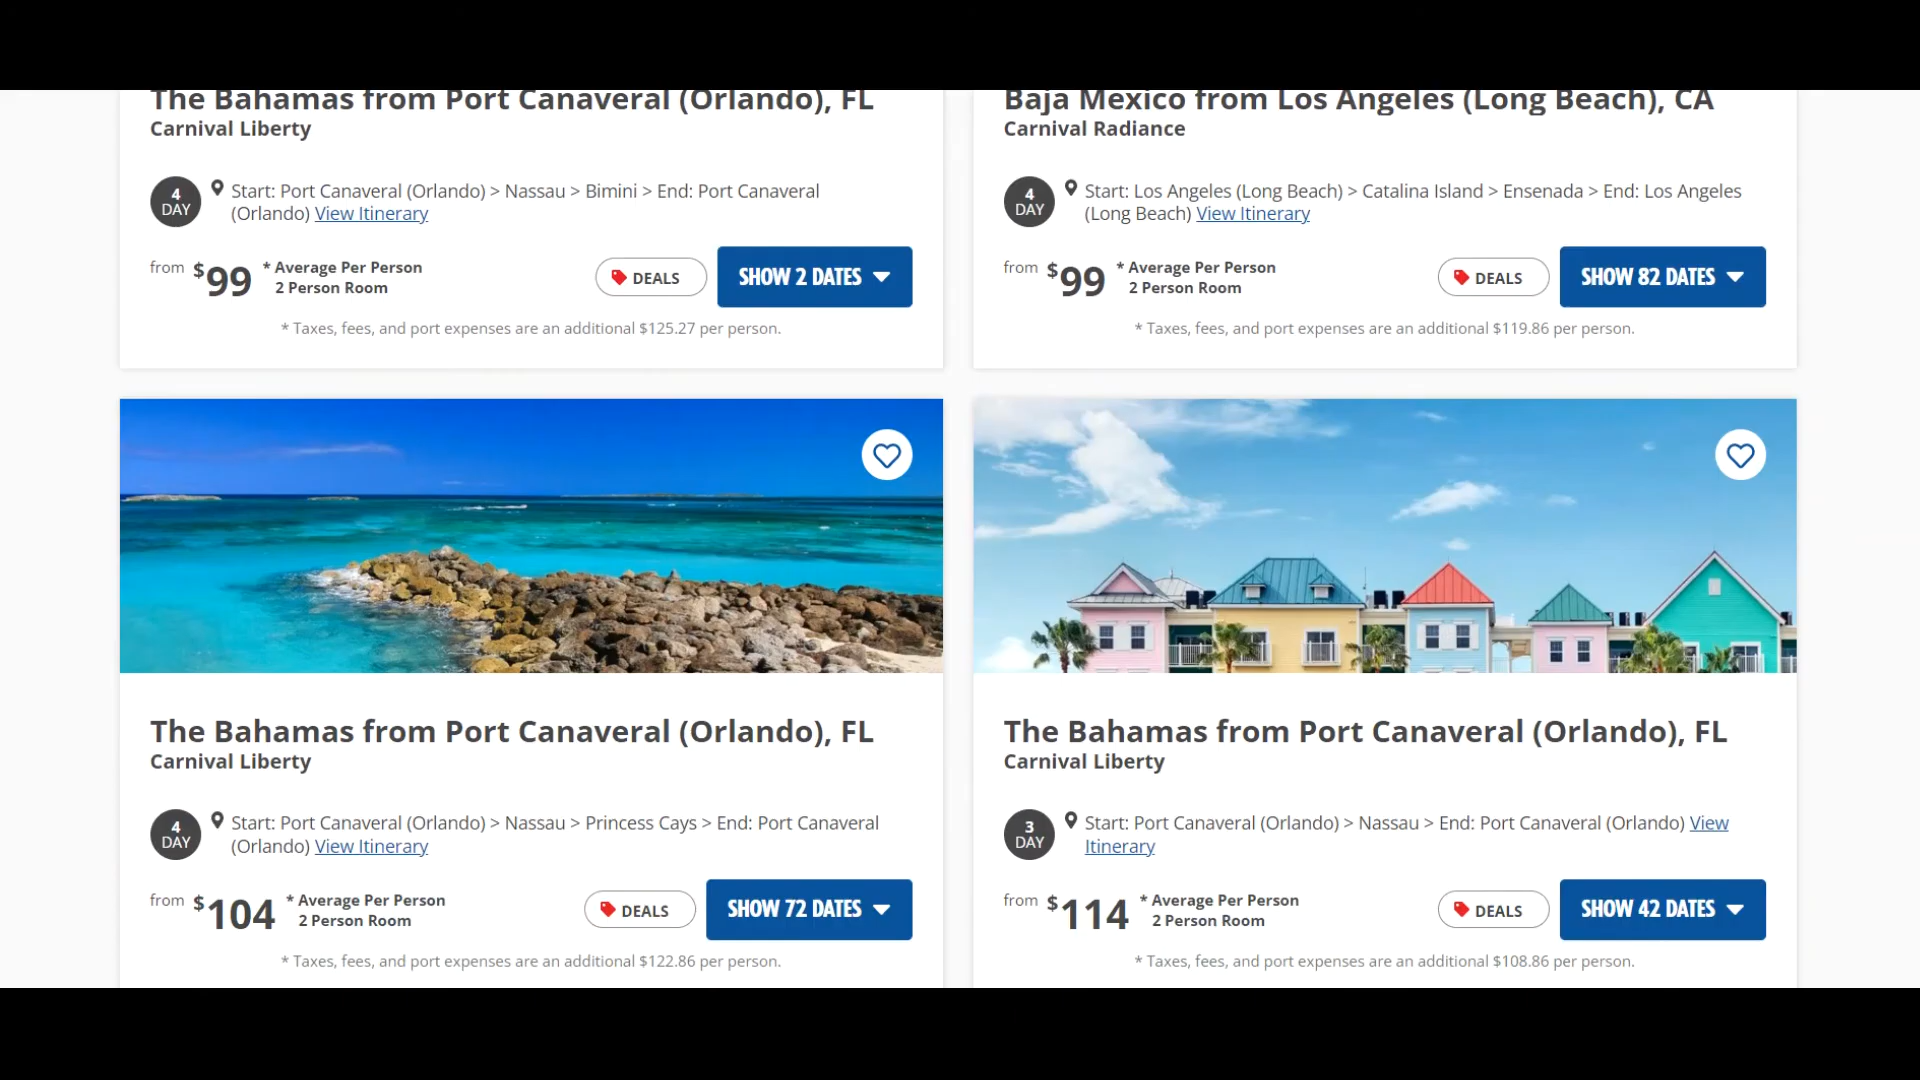 The Bahamas from Port Canaveral (Orlando), FL
Carnival Liberty
4
DAY
Start: Port Canaveral (Orlando) > Nassau > Bimini > End: Port Canaveral
(Orlando) View Itinerary
from $99 * Average Per Person
2 Person Room
DEALS
SHOW 2 DATES
* Taxes, fees, and port expenses are an additional $125.27 per person.
Baja Mexico from Los Angeles (Long Beach), CA
Carnival Radiance
4
DAY
Start: Los Angeles (Long Beach) > Catalina Island > Ensenada > End: Los Angeles
(Long Beach) View Itinerary
from $99 * Average Per Person
2 Person Room
DEALS
SHOW 82 DATES
* Taxes, fees, and port expenses are an additional $119.86 per person.
The Bahamas from Port Canaveral (Orlando), FL
Carnival Liberty
4
DAY
Start: Port Canaveral (Orlando) > Nassau > Princess Cays > End: Port Canaveral
(Orlando) View Itinerary
from $104 * Average Per Person
2 Person Room
DEALS
SHOW 72 DATES
* Taxes, fees, and port expenses are an additional $122.86 per person.
The Bahamas from Port Canaveral (Orlando), FL
Carnival Liberty
3
DAY
Start: Port Canaveral (Orlando) > Nassau > End: Port Canaveral (Orlando) View
Itinerary
from $114 * Average Per Person
2 Person Room
DEALS
SHOW 42 DATES
* Taxes, fees, and port expenses are an additional $108.86 per person.